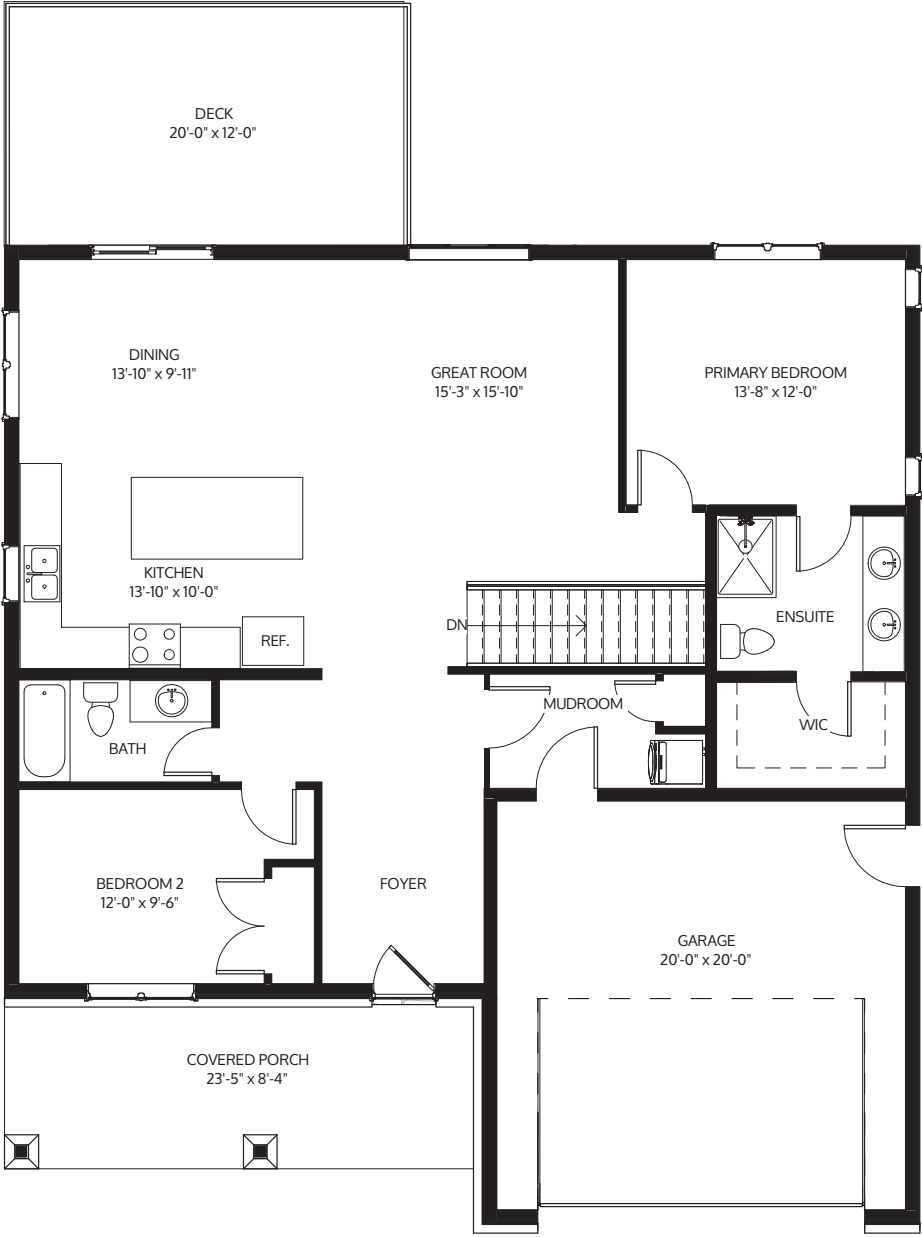 DECK
20'-0" x 12'-0"
DINING
13'-10" x 9'-11"
GREAT ROOM
15'-3" x 15'-10"
PRIMARY BEDROOM
13'-8" x 12'-0"
KITCHEN
13'-10" x 10'-0"
REF.
DN
ENSUITE
MUDROOM
WIC
BATH
BEDROOM 2
12'-0" x 9'-6"
FOYER
GARAGE
20'-0" x 20'-0"
COVERED PORCH
23'-5" x 8'-4"